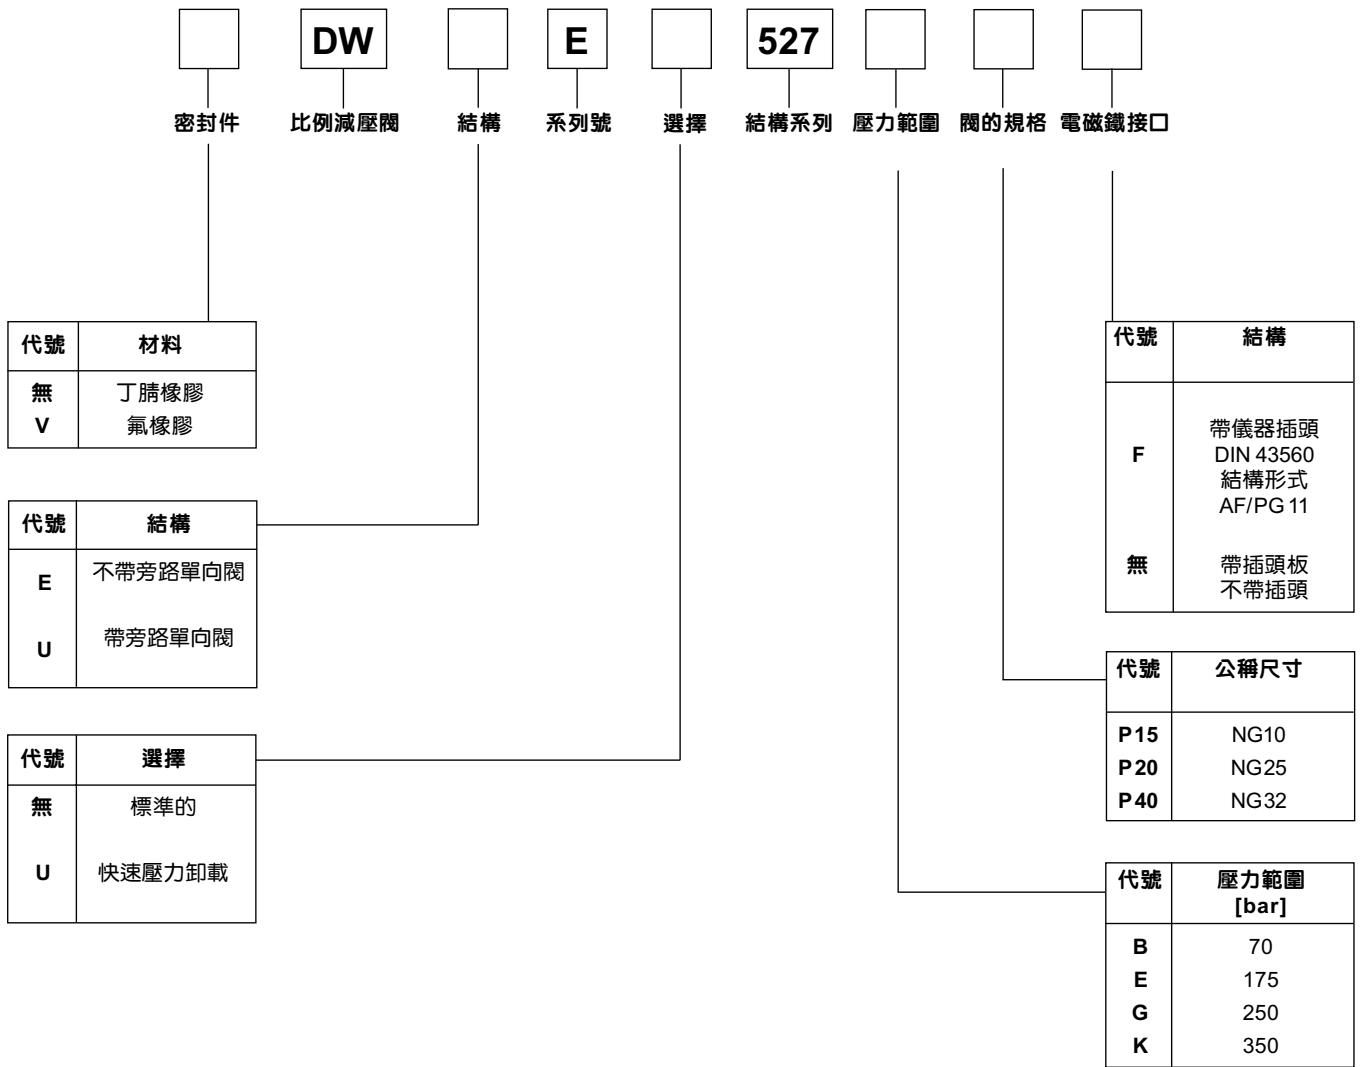 DW E 527
密封件 比例減壓閥 結構 系列號 選擇 結構系列 壓力範圍 閥的規格 電磁鐵接口
代號 材料
無 丁腈橡膠
V 氟橡膠
代號 結構
E 不帶旁路單向閥
U 帶旁路單向閥
代號 選擇
無 標準的
U 快速壓力卸載
代號 結構
帶儀器插頭
F DIN 43560
結構形式
AF/PG 11
無 帶插頭板
不帶插頭
代號 公稱尺寸
P15 NG10
P20 NG25
P40 NG32
代號 壓力範圍
[bar]
B 70
E 175
G 250
K 350